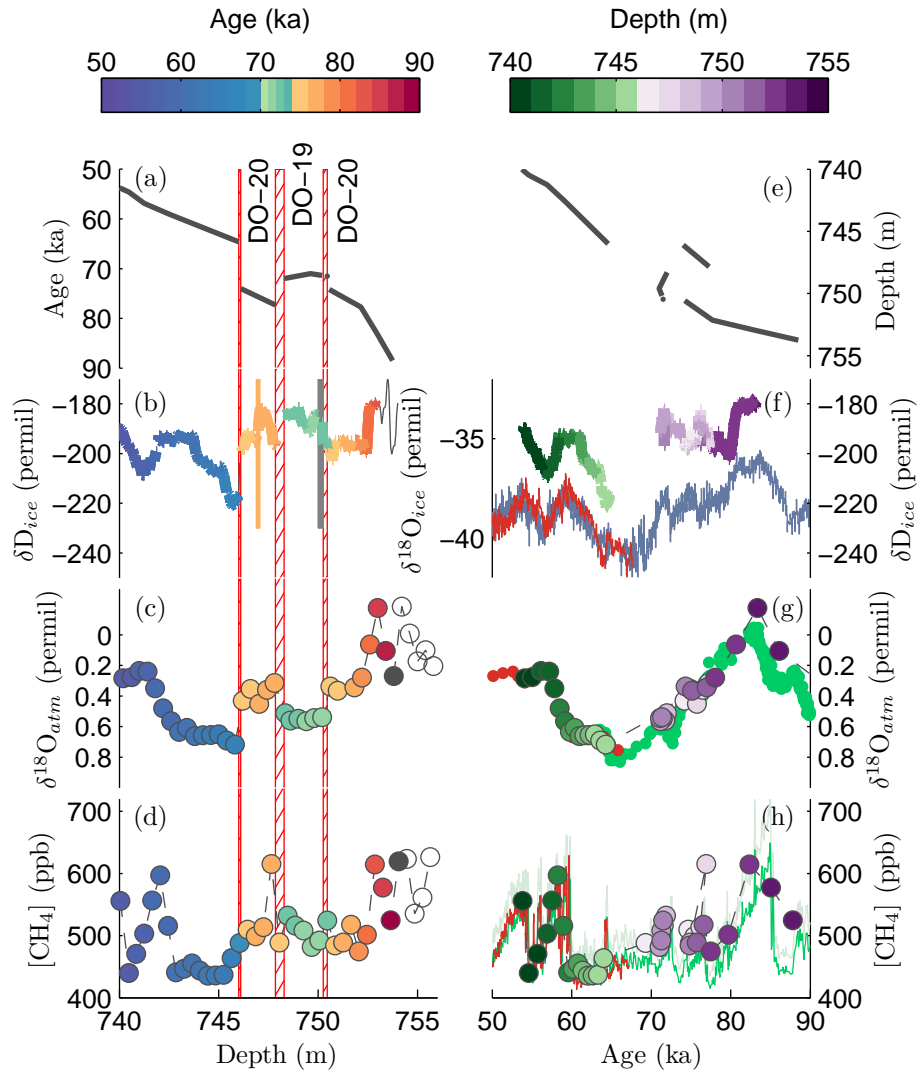 Age (ka) Depth (m)
50 60 70 80 90 740 745 750 755
(a) DO−20 DO−19 DO−20 (e)
50
60
70
80
90
Age (ka)
740
745
750
755
Depth (m)
(b) (f)
−180
−200
−220
−240
δD_ice (permil)
−35
−40
δ¹⁸O_ice (permil)
−180
−200
−220
−240
δD_ice (permil)
(c) (g)
0
0.2
0.4
0.6
0.8
δ¹⁸O_atm (permil)
0
0.2
0.4
0.6
0.8
δ¹⁸O_atm (permil)
(d) (h)
700
600
500
400
[CH₄] (ppb)
700
600
500
400
[CH₄] (ppb)
740 745 750 755 50 60 70 80 90
Depth (m) Age (ka)